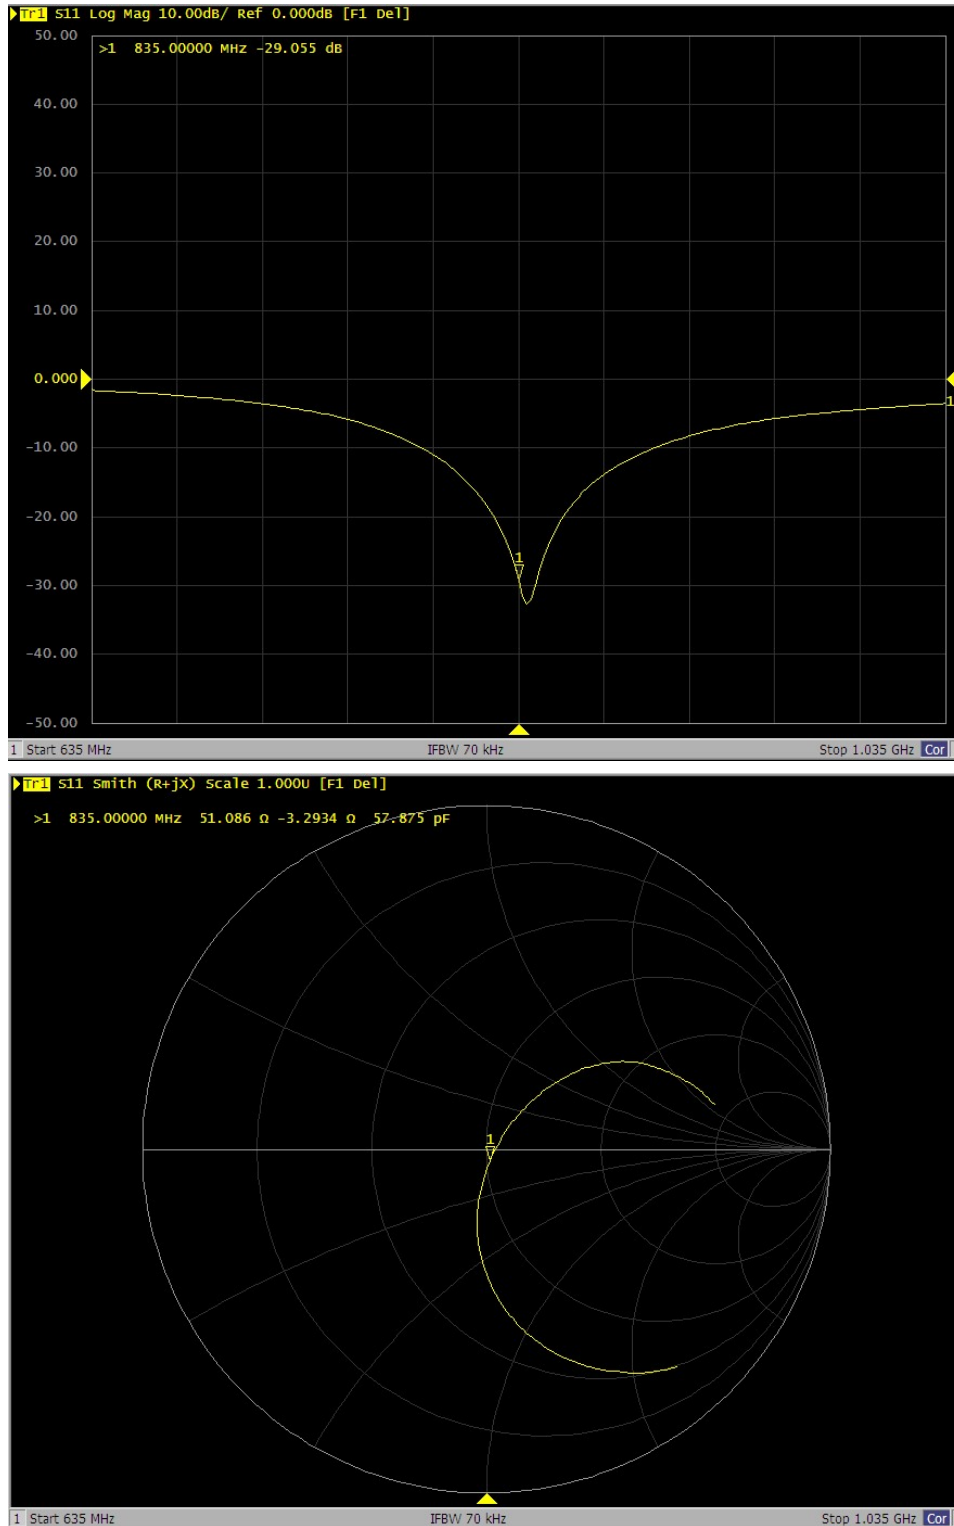 Tr1 S11 Log Mag 10.00dB/ Ref 0.000dB [F1 Del]
50.00
>1 835.00000 MHz -29.055 dB
40.00
30.00
20.00
10.00
0.000
1
-10.00
-20.00
1
-30.00
-40.00
-50.00
1 Start 635 MHz IFBW 70 kHz Stop 1.035 GHz Cor
Tr1 S11 Smith (R+jX) Scale 1.000U [F1 Del]
>1 835.00000 MHz 51.086 Ω -3.2934 Ω 57.875 pF
1
1 Start 635 MHz IFBW 70 kHz Stop 1.035 GHz Cor